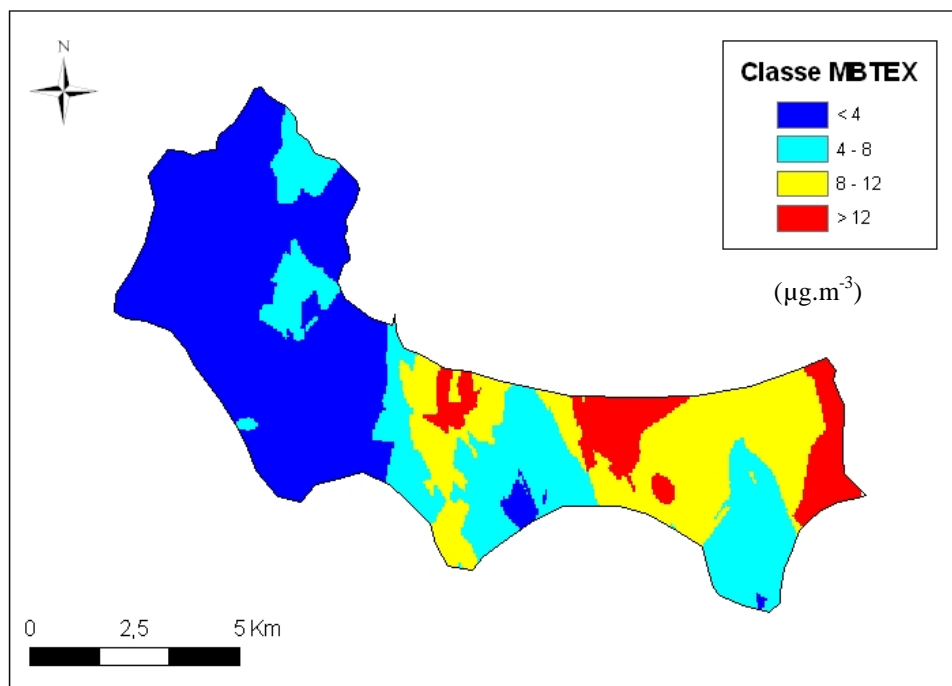 N
Classe MBTEX
< 4
4 - 8
8 - 12
> 12
(µg.m-3)
0 2,5 5 Km